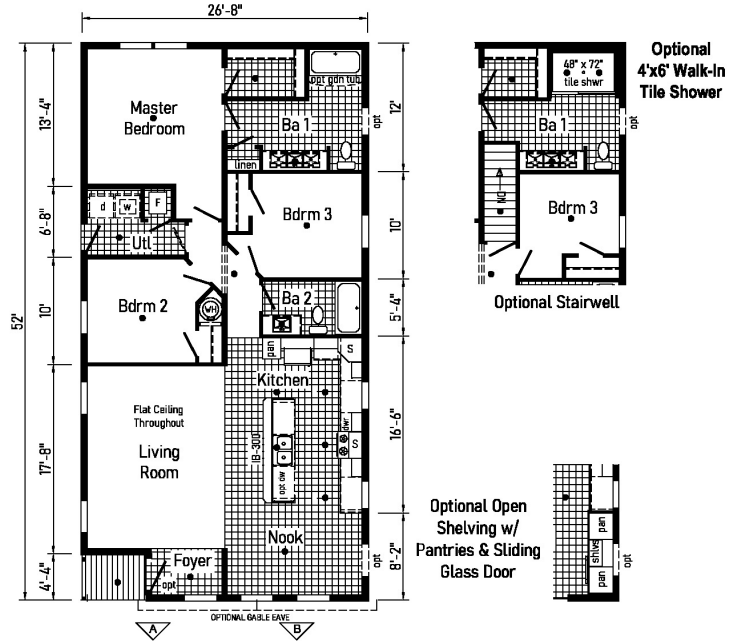 26'-8"
48" x 72"
tile shwr
Optional
4'x6' Walk-In
Tile Shower
opt gdn tub
Master
Bedroom
13'-4"
Ba 1
opt
12'
Ba 1
opt
linen
d
w
F
Utl
6'-8"
Bdrm 3
10'
DN
Bdrm 3
Optional Stairwell
52'
10'
Bdrm 2
WH
Ba 2
5'-4"
pan
S
Kitchen
Flat Ceiling
Throughout
Living
Room
17'-8"
IB-300
opt dw
dwr
S
16'-6"
Nook
Optional Open
Shelving w/
Pantries & Sliding
Glass Door
pan
shlvs
pan
opt
Foyer
opt
4'-4"
opt
8'-2"
OPTIONAL GABLE EAVE
A
B